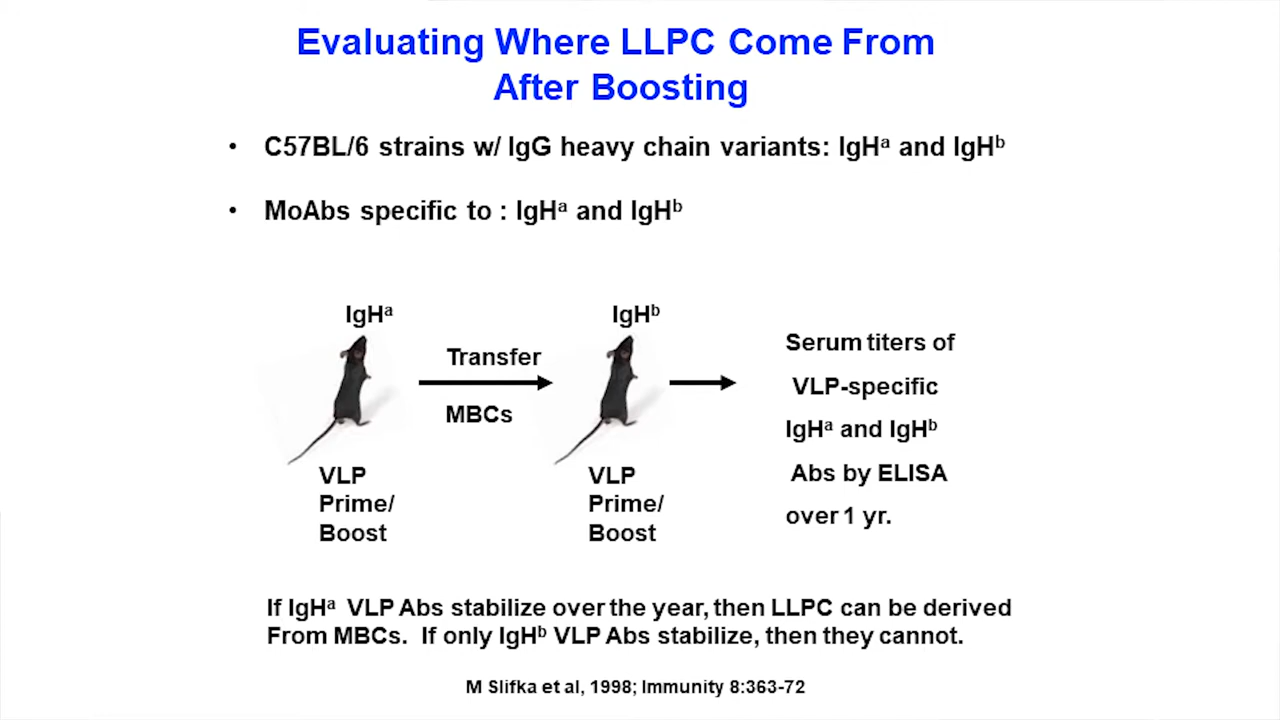 Evaluating Where LLPC Come From
After Boosting
• C57BL/6 strains w/ IgG heavy chain variants: IgHᵃ and IgHᵇ
• MoAbs specific to : IgHᵃ and IgHᵇ
IgHᵃ
Transfer
MBCs
VLP
Prime/
Boost
IgHᵇ
VLP
Prime/
Boost
Serum titers of
VLP-specific
IgHᵃ and IgHᵇ
Abs by ELISA
over 1 yr.
If IgHᵃ VLP Abs stabilize over the year, then LLPC can be derived
From MBCs. If only IgHᵇ VLP Abs stabilize, then they cannot.
M Slifka et al, 1998; Immunity 8:363-72